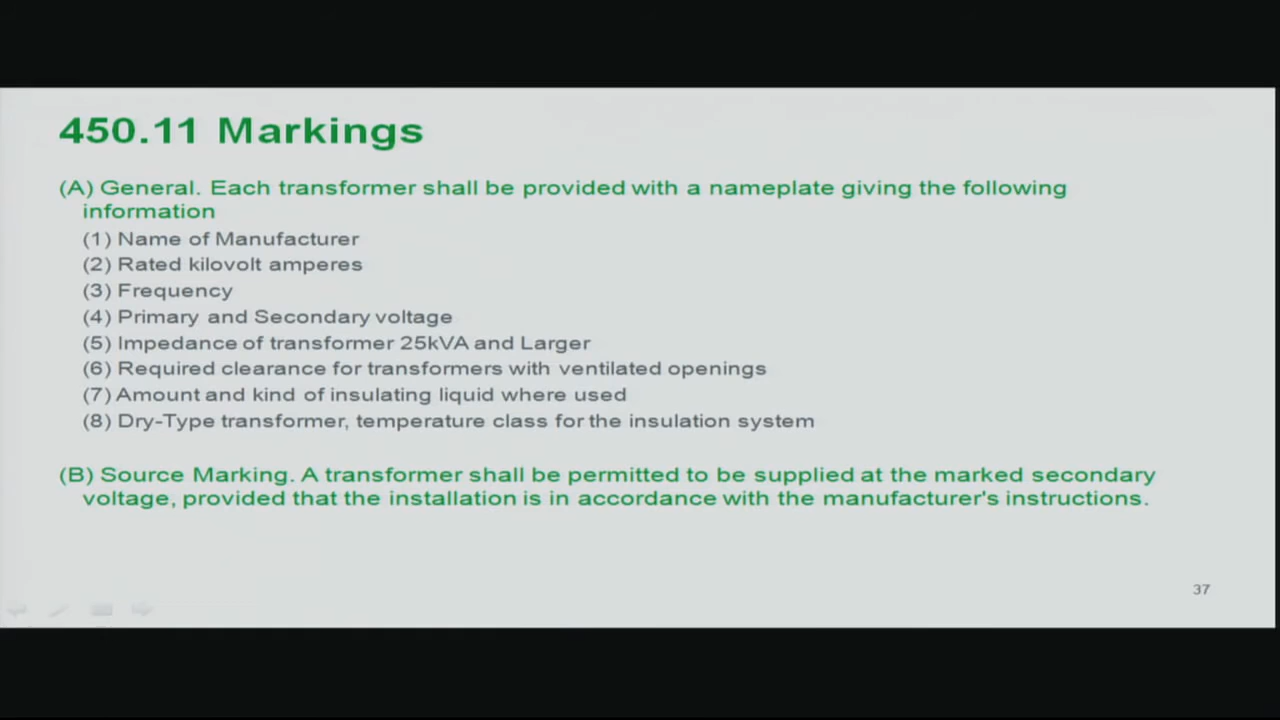 450.11 Markings
(A) General. Each transformer shall be provided with a nameplate giving the following
information
(1) Name of Manufacturer
(2) Rated kilovolt amperes
(3) Frequency
(4) Primary and Secondary voltage
(5) Impedance of transformer 25kVA and Larger
(6) Required clearance for transformers with ventilated openings
(7) Amount and kind of insulating liquid where used
(8) Dry-Type transformer, temperature class for the insulation system
(B) Source Marking. A transformer shall be permitted to be supplied at the marked secondary
voltage, provided that the installation is in accordance with the manufacturer's instructions.
37